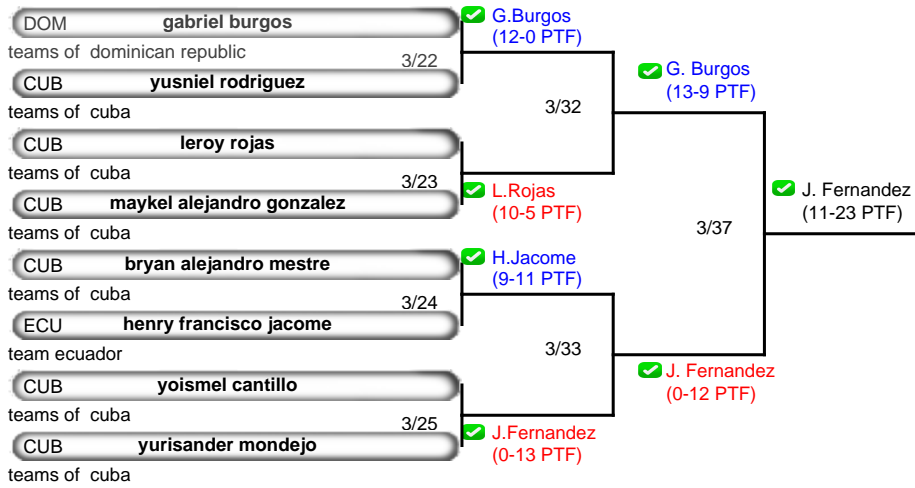 DOM gabriel burgos
teams of dominican republic
3/22
CUB yusniel rodriguez
teams of cuba
CUB leroy rojas
teams of cuba
3/23
CUB maykel alejandro gonzalez
teams of cuba
CUB bryan alejandro mestre
teams of cuba
3/24
ECU henry francisco jacome
team ecuador
CUB yoismel cantillo
teams of cuba
3/25
CUB yurisander mondejo
teams of cuba
G.Burgos
(12-0 PTF)
3/32
L.Rojas
(10-5 PTF)
H.Jacome
(9-11 PTF)
3/33
J.Fernandez
(0-13 PTF)
G. Burgos
(13-9 PTF)
3/37
J. Fernandez
(0-12 PTF)
J. Fernandez
(11-23 PTF)